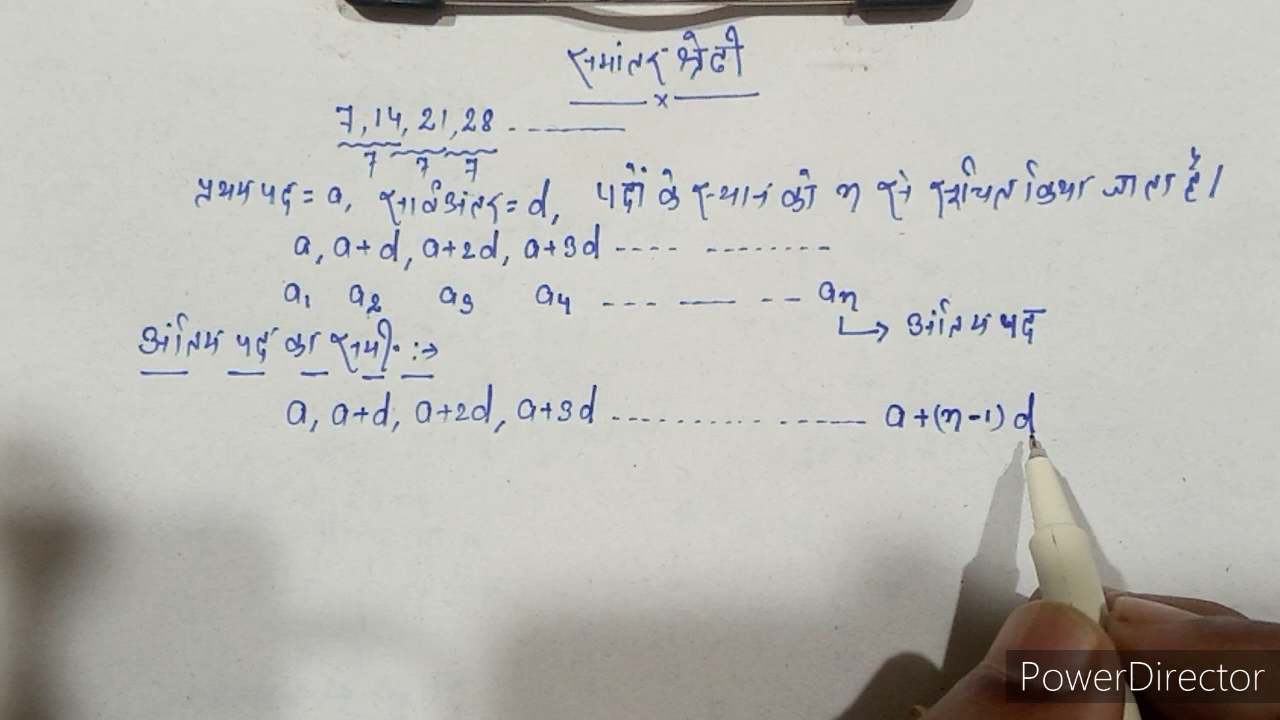 समांतर श्रेढी
x
7, 14, 21, 28 ------
7 7 7
प्रथम पद = a, सार्वअंतर = d, पदों के स्थान को n से सूचित किया जाता है।
a, a+d, a+2d, a+3d ---- --------
a₁ a₂ a₃ a₄ --- --- -- aₙ
↳ अंतिम पद
अंतिम पद का समी॰ :→
a, a+d, a+2d, a+3d ................ a+(n-1)d
PowerDirector